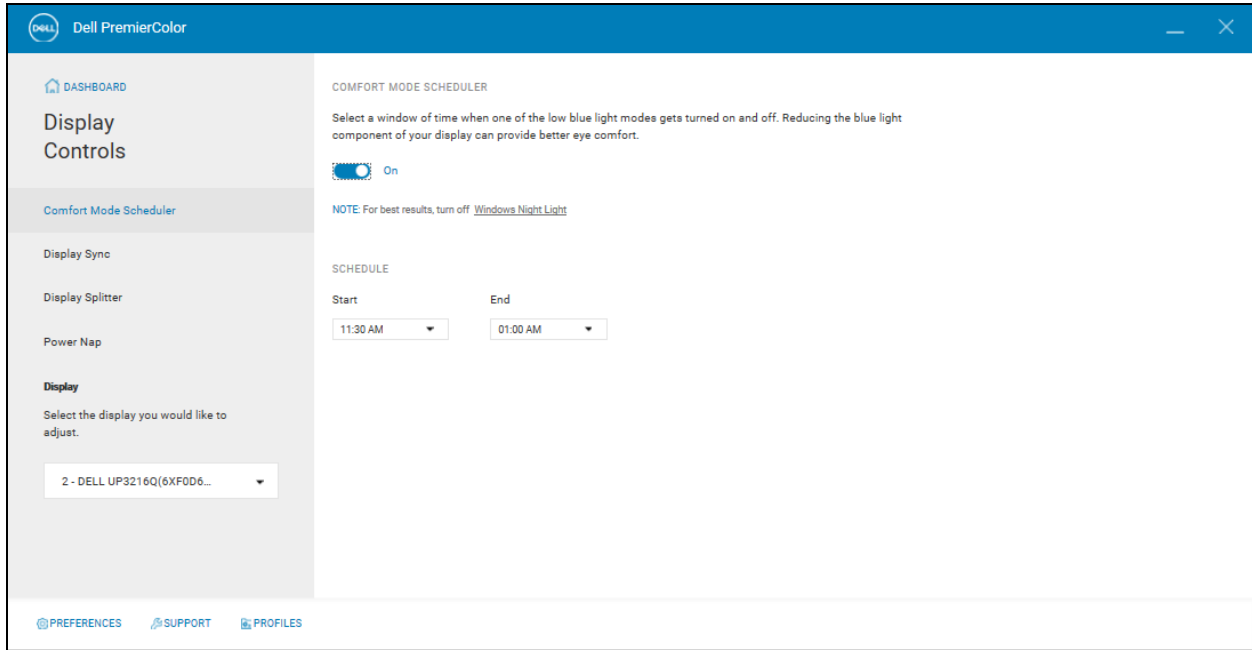 DELL
Dell PremierColor
DASHBOARD
Display
Controls
Comfort Mode Scheduler
Display Sync
Display Splitter
Power Nap
Display
Select the display you would like to
adjust.
2 - DELL UP3216Q(6XF0D6...
COMFORT MODE SCHEDULER
Select a window of time when one of the low blue light modes gets turned on and off. Reducing the blue light
component of your display can provide better eye comfort.
On
NOTE: For best results, turn off Windows Night Light
SCHEDULE
Start End
11:30 AM 01:00 AM
PREFERENCES SUPPORT PROFILES